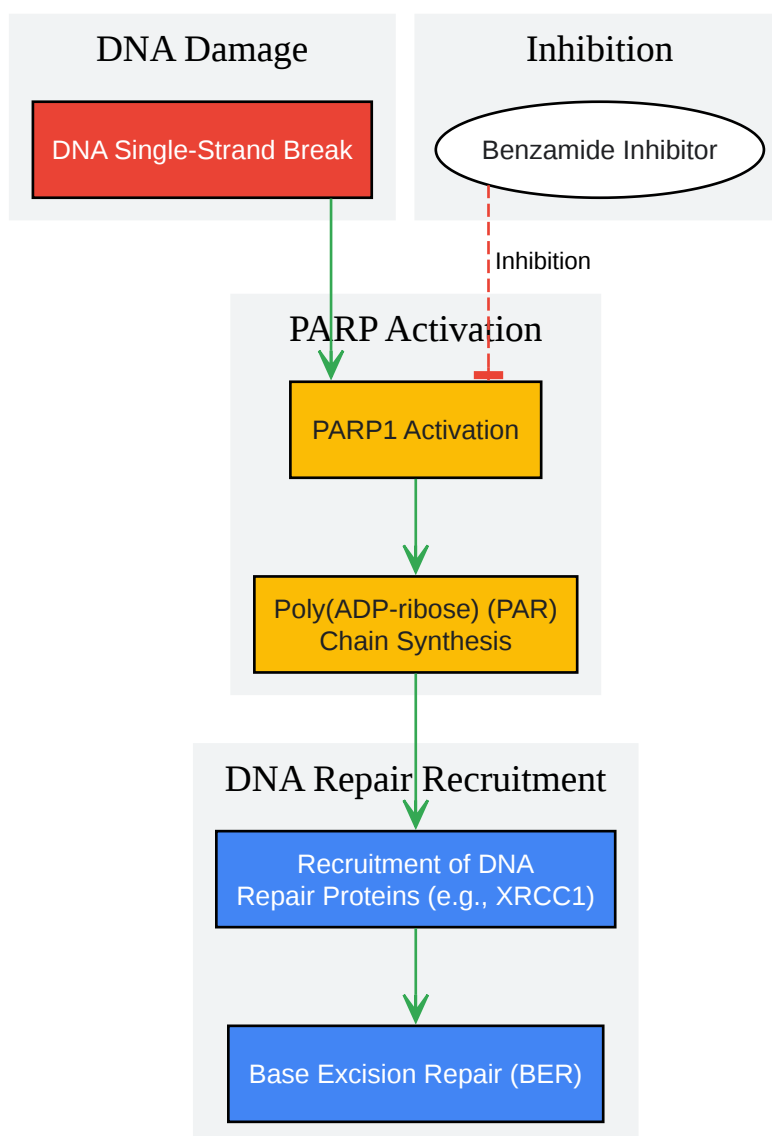 DNA Damage
Inhibition
DNA Single-Strand Break
Benzamide Inhibitor
Inhibition
PARP Activation
PARP1 Activation
Poly(ADP-ribose) (PAR)
Chain Synthesis
DNA Repair Recruitment
Recruitment of DNA
Repair Proteins (e.g., XRCC1)
Base Excision Repair (BER)